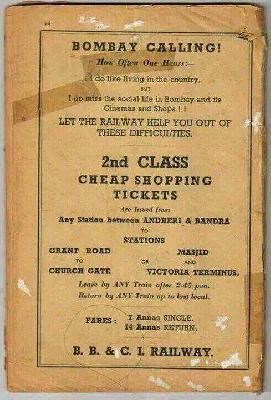 BOMBAY CALLING!
How Often One Hears:—
I do like living in the country,
BUT
I do miss the social life in Bombay and its
Cinemas and Shops!!
LET THE RAILWAY HELP YOU OUT OF
THESE DIFFICULTIES.
2nd CLASS
CHEAP SHOPPING
TICKETS
Are Issued from
Any Station between ANDHERI & BANDRA
TO
STATIONS
GRANT ROAD MASJID
TO OR AND
CHURCH GATE VICTORIA TERMINUS.
Leave by ANY Train after 2-45 p.m.
Return by ANY Train up to last local.
FARES: Annas SINGLE.
14 Annas RETURN.
B. B. & C. I. RAILWAY.